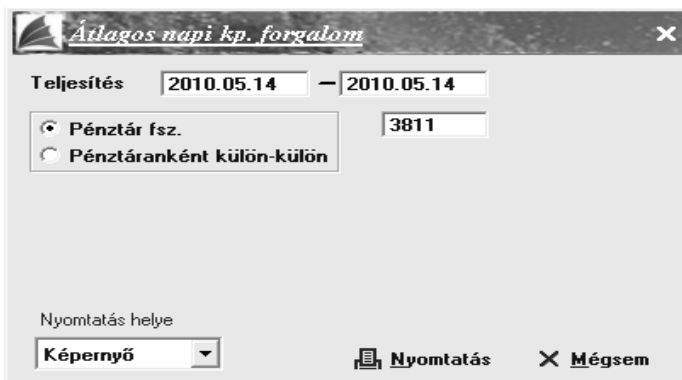 Átlagos napi kp. forgalom
Teljesítés 2010.05.14 – 2010.05.14
Pénztár fsz. 3811
Pénztáranként külön-külön
Nyomtatás helye
Képernyő Nyomtatás Mégsem